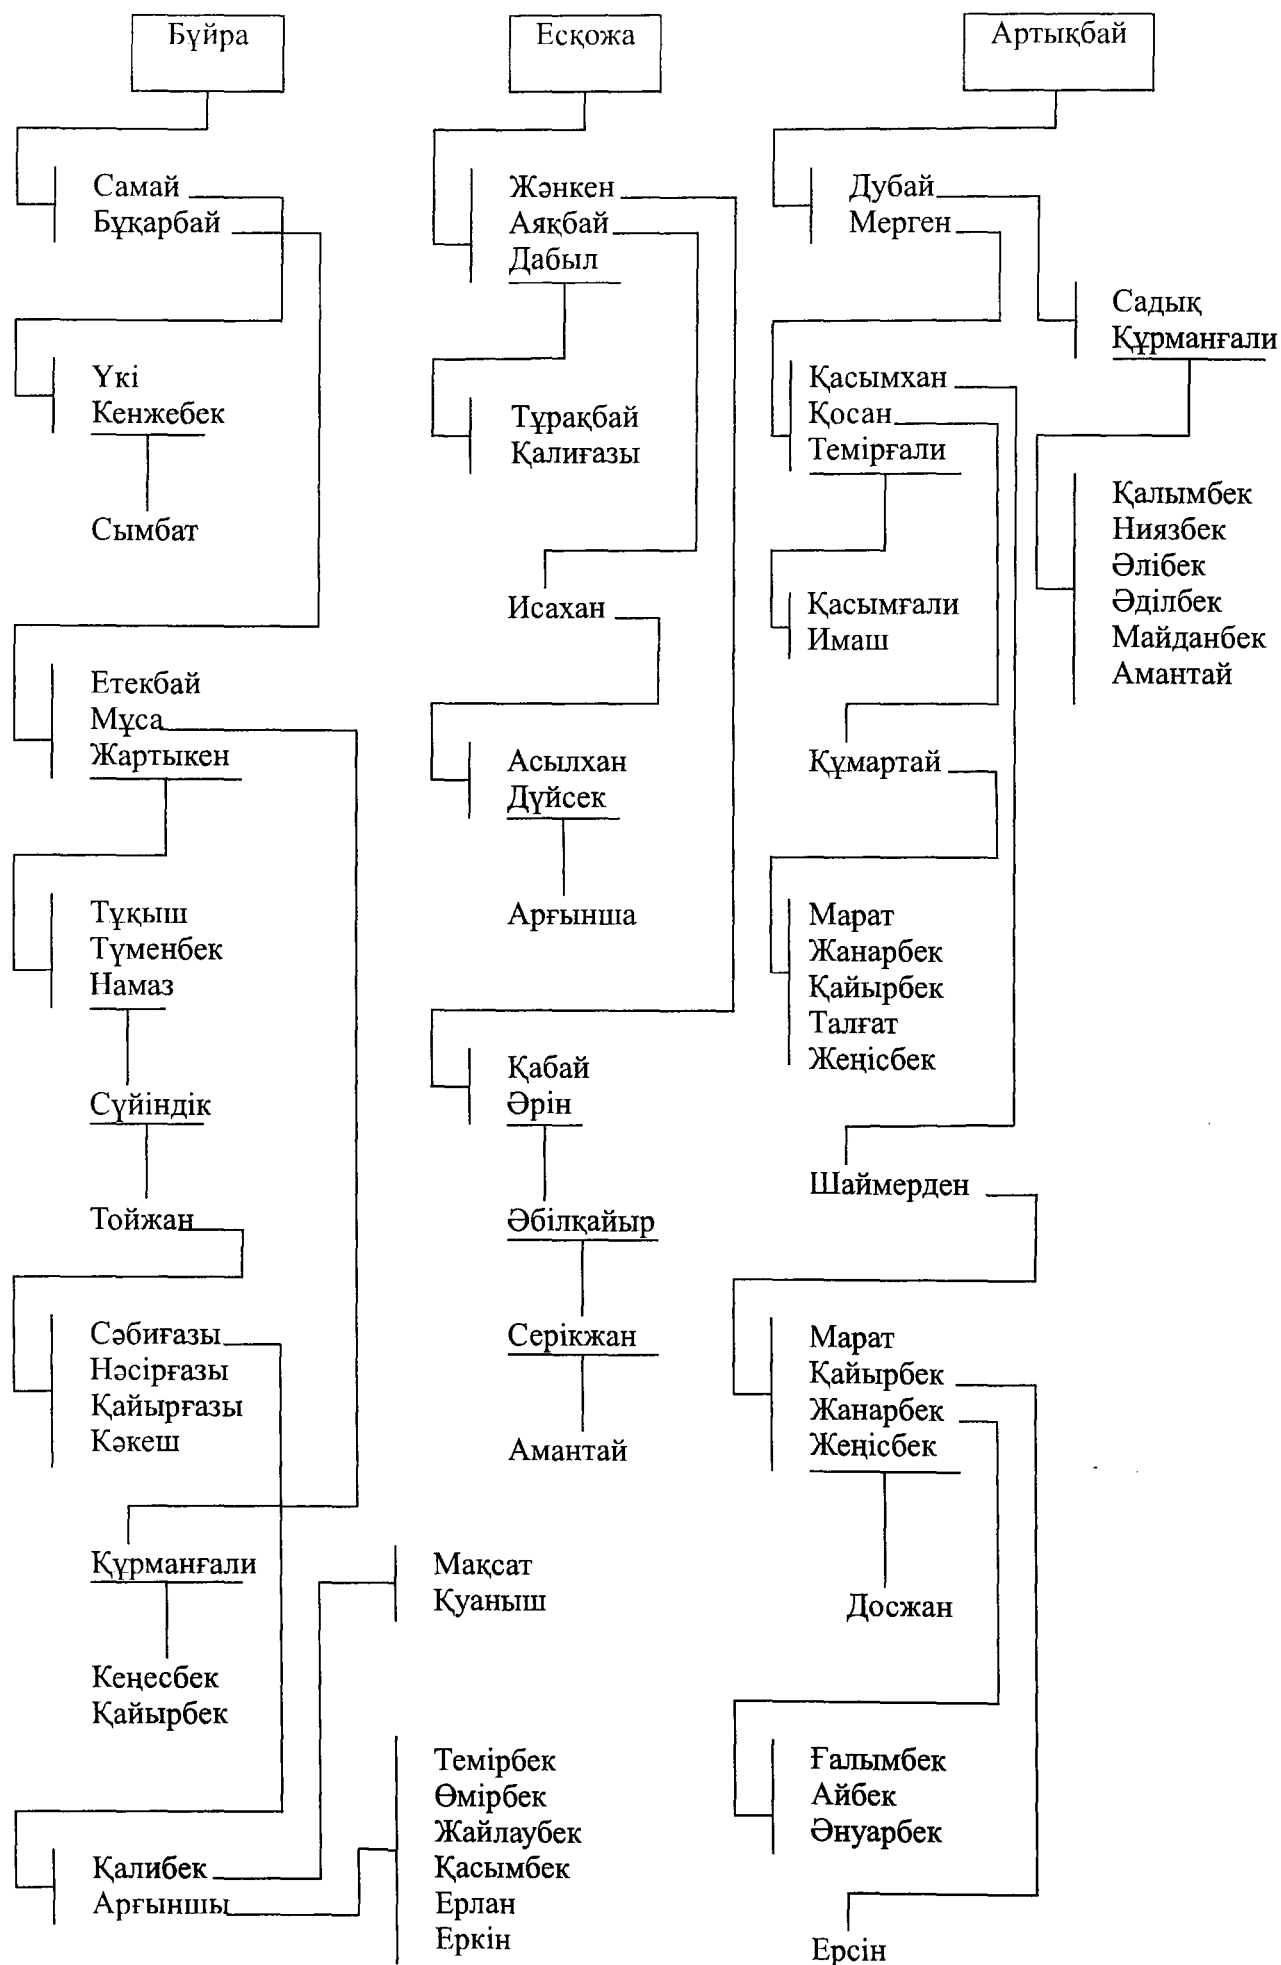 Бұйра
Есқожа
Артықбай
Самай
Бұқарбай
Үкі
Кенжебек
Сымбат
Етекбай
Мұса
Жартыкен
Тұқыш
Түменбек
Намаз
Сүйіндік
Тойжан
Сәбиғазы
Нәсірғазы
Қайырғазы
Кәкеш
Құрманғали
Кеңесбек
Қайырбек
Қалибек
Арғыншы
Мақсат
Қуаныш
Темірбек
Өмірбек
Жайлаубек
Қасымбек
Ерлан
Еркін
Жәнкен
Аяқбай
Дабыл
Тұрақбай
Қалиғазы
Исахан
Асылхан
Дүйсек
Арғынша
Қабай
Әрін
Әбілқайыр
Серікжан
Амантай
Дубай
Мерген
Садық
Құрманғали
Қалымбек
Ниязбек
Әлібек
Әділбек
Майданбек
Амантай
Қасымхан
Қосан
Темірғали
Қасымғали
Имаш
Құмартай
Марат
Жанарбек
Қайырбек
Талғат
Жеңісбек
Шаймерден
Марат
Қайырбек
Жанарбек
Жеңісбек
Досжан
Ғалымбек
Айбек
Әнуарбек
Ерсін